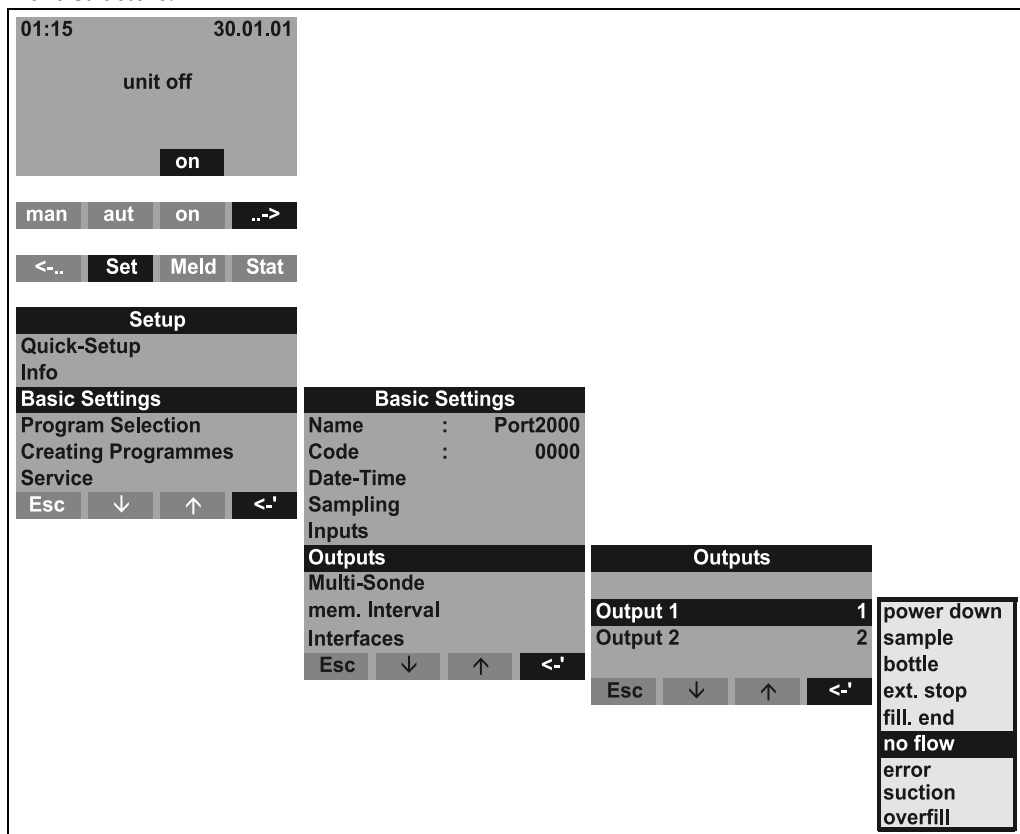 01:15 30.01.01
unit off
on
man aut on ..->
<-.. Set Meld Stat
Setup
Quick-Setup
Info
Basic Settings
Program Selection
Creating Programmes
Service
Esc ↓ ↑ <-'
Basic Settings
Name : Port2000
Code : 0000
Date-Time
Sampling
Inputs
Outputs
Multi-Sonde
mem. Interval
Interfaces
Esc ↓ ↑ <-'
Outputs
Output 1 1
Output 2 2
Esc ↓ ↑ <-'
power down
sample
bottle
ext. stop
fill. end
no flow
error
suction
overfill